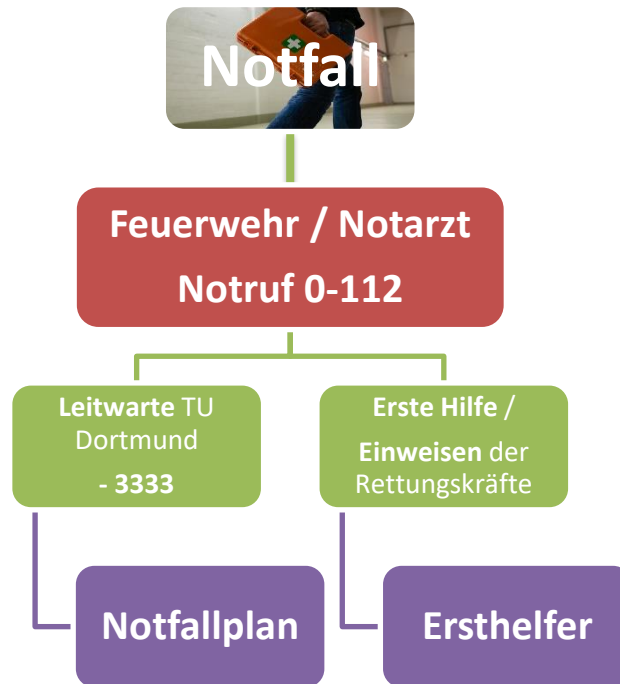 Notfall
Feuerwehr / Notarzt
Notruf 0-112
Leitwarte TU
Dortmund
- 3333
Erste Hilfe /
Einweisen der
Rettungskräfte
Notfallplan
Ersthelfer